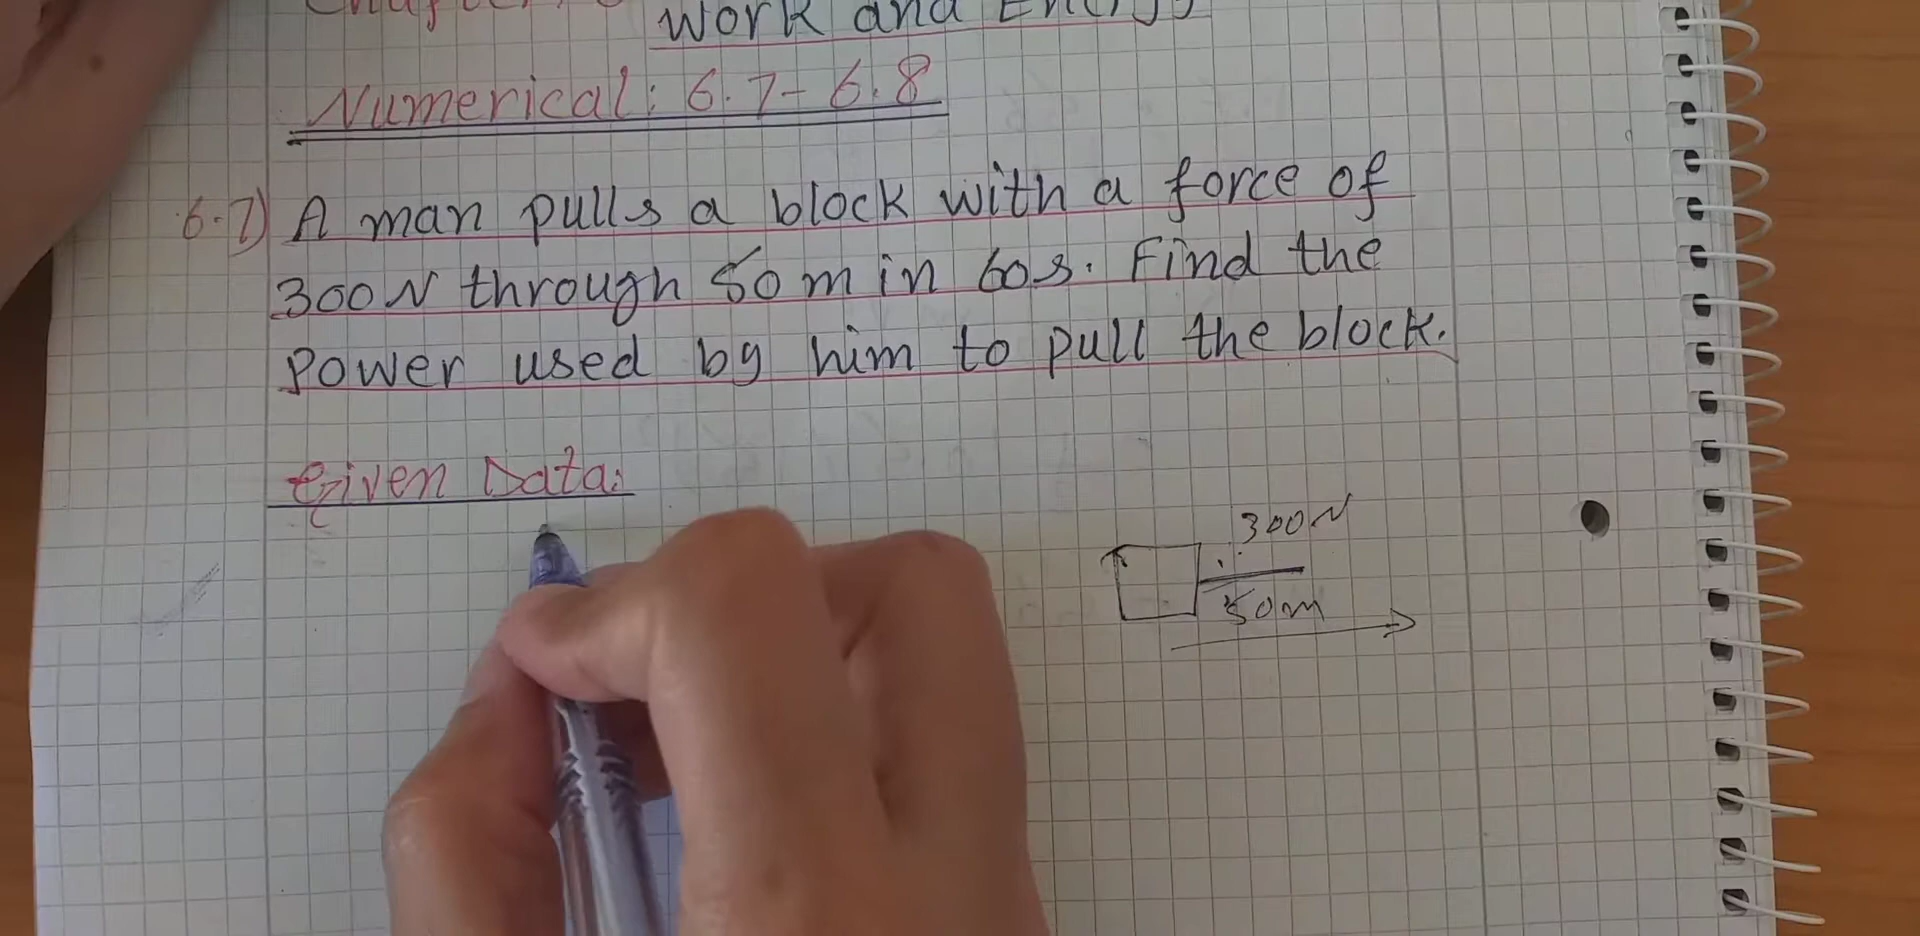 Work and
Numerical: 6.7-6.8
6.7) A man pulls a block with a force of
300N through 50m in 60s. Find the
Power used by him to pull the block.
Given Data:
300N
50m